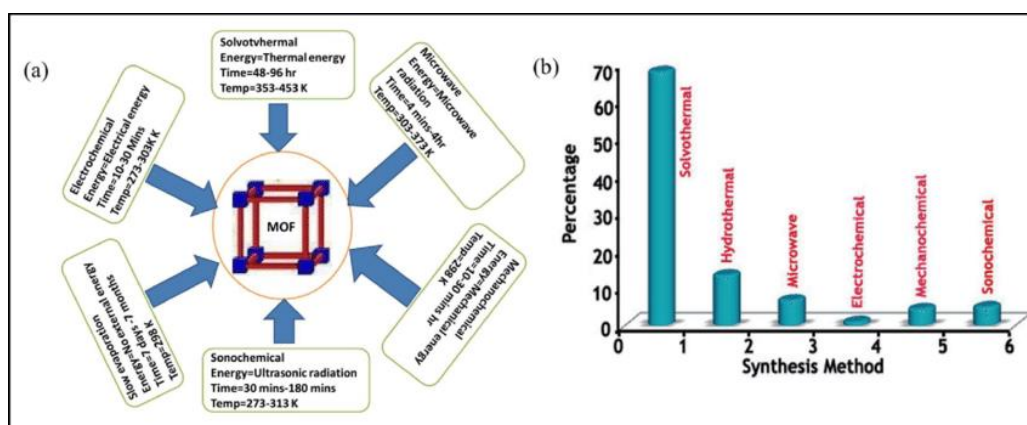 (a)
Solvotvhermal
Energy=Thermal energy
Time=48-96 hr
Temp=353-453 K
Microwave
Energy=Microwave
radiation
Time=4 mins-4hr
Temp=303-373 K
Electrochemical
Energy=Electrical energy
Time=10-30 Mins
Temp=273-303K K
MOF
Slow evaporation
Energy=No external energy
Time=7 days-7 months
Temp=298 K
Sonochemical
Energy=Ultrasonic radiation
Time=30 mins-180 mins
Temp=273-313 K
Mechanochemical
Energy=Mechanical energy
Time=10-30 mins hr
Temp=298 K
(b)
Percentage
70
60
50
40
30
20
10
0
Solvothermal
Hydrothermal
Microwave
Electrochemical
Mechanochemical
Sonochemical
0 1 2 3 4 5 6
Synthesis Method